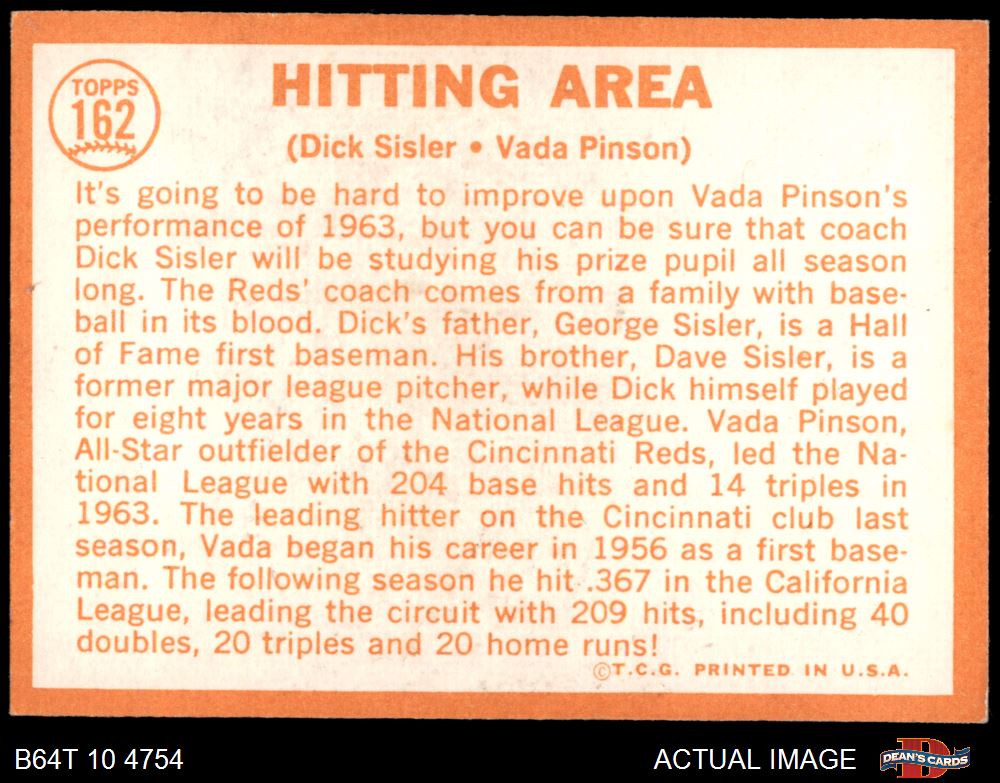 TOPPS
162
HITTING AREA
(Dick Sisler • Vada Pinson)
It's going to be hard to improve upon Vada Pinson's
performance of 1963, but you can be sure that coach
Dick Sisler will be studying his prize pupil all season
long. The Reds' coach comes from a family with base-
ball in its blood. Dick's father, George Sisler, is a Hall
of Fame first baseman. His brother, Dave Sisler, is a
former major league pitcher, while Dick himself played
for eight years in the National League. Vada Pinson,
All-Star outfielder of the Cincinnati Reds, led the Na-
tional League with 204 base hits and 14 triples in
1963. The leading hitter on the Cincinnati club last
season, Vada began his career in 1956 as a first base-
man. The following season he hit .367 in the California
League, leading the circuit with 209 hits, including 40
doubles, 20 triples and 20 home runs!
©T.C.G. PRINTED IN U.S.A.
B64T 10 4754
ACTUAL IMAGE
D
DEAN'S CARDS